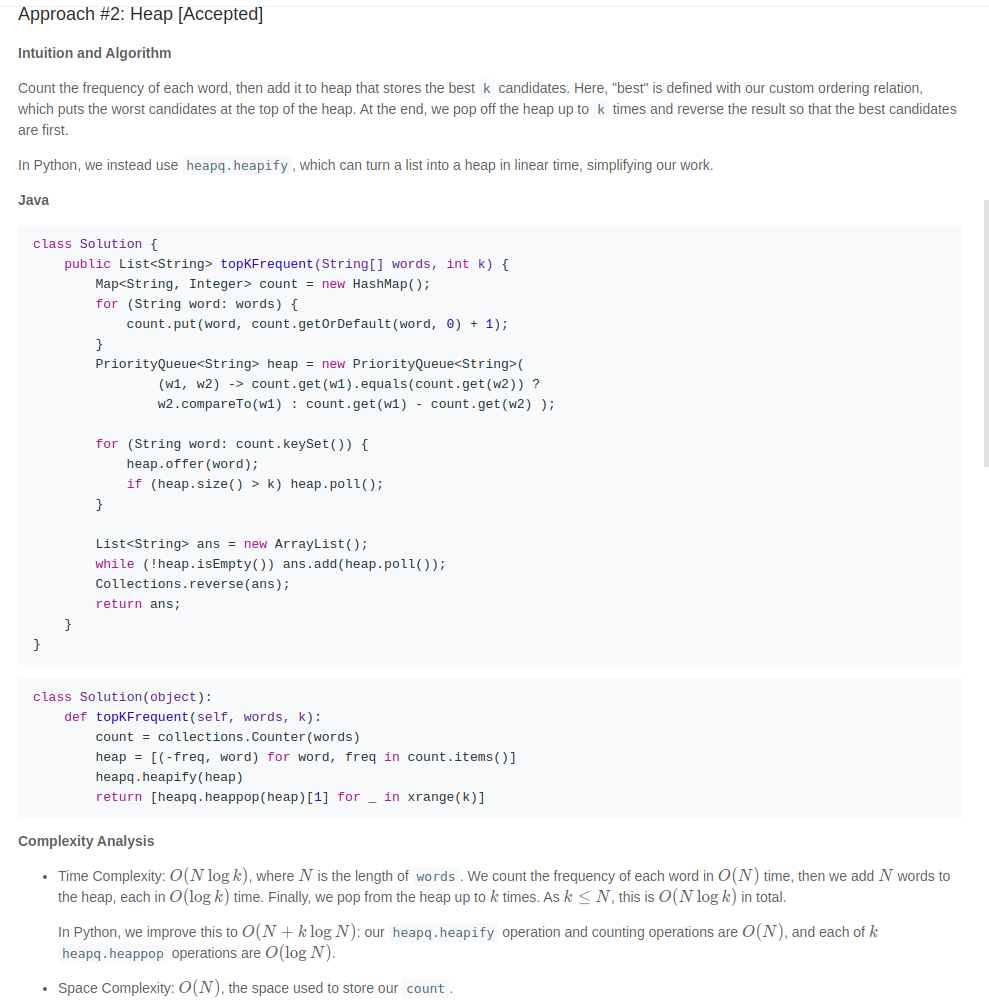 Approach #2: Heap [Accepted]
Intuition and Algorithm
Count the frequency of each word, then add it to heap that stores the best k candidates. Here, "best" is defined with our custom ordering relation,
which puts the worst candidates at the top of the heap. At the end, we pop off the heap up to k times and reverse the result so that the best candidates
are first.
In Python, we instead use heapq.heapify, which can turn a list into a heap in linear time, simplifying our work.
Java
class Solution {
    public List<String> topKFrequent(String[] words, int k) {
        Map<String, Integer> count = new HashMap();
        for (String word: words) {
            count.put(word, count.getOrDefault(word, 0) + 1);
        }
        PriorityQueue<String> heap = new PriorityQueue<String>(
                (w1, w2) -> count.get(w1).equals(count.get(w2)) ?
                w2.compareTo(w1) : count.get(w1) - count.get(w2) );
        for (String word: count.keySet()) {
            heap.offer(word);
            if (heap.size() > k) heap.poll();
        }
        List<String> ans = new ArrayList();
        while (!heap.isEmpty()) ans.add(heap.poll());
        Collections.reverse(ans);
        return ans;
    }
}
class Solution(object):
    def topKFrequent(self, words, k):
        count = collections.Counter(words)
        heap = [(-freq, word) for word, freq in count.items()]
        heapq.heapify(heap)
        return [heapq.heappop(heap)[1] for _ in xrange(k)]
Complexity Analysis
• Time Complexity: O(N log k), where N is the length of words. We count the frequency of each word in O(N) time, then we add N words to
the heap, each in O(log k) time. Finally, we pop from the heap up to k times. As k ≤ N, this is O(N log k) in total.
In Python, we improve this to O(N + k log N): our heapq.heapify operation and counting operations are O(N), and each of k
heapq.heappop operations are O(log N).
• Space Complexity: O(N), the space used to store our count.